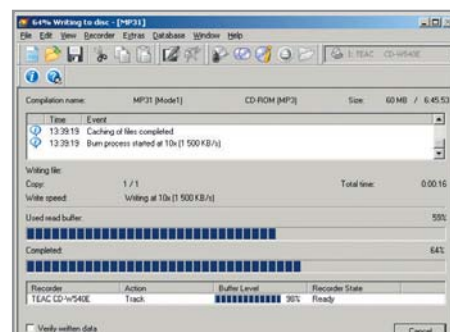 64% Writing to disc - [MP31]
File Edit View Recorder Extras Database Window Help
1: TEAC CD-W540E
Compilation name: MP31 (Mode1) CD-ROM (MP3) Size: 60 MB / 6:45.53
Time Event
13:39:19 Caching of files completed
13:39:19 Burn process started at 10x (1 500 KB/s)
Writing file:
Copy: 1 / 1 Total time: 0:00:16
Write speed: Writing at 10x (1 500 KB/s)
Used read buffer: 59%
Completed: 64%
Recorder Action Buffer Level Recorder State
TEAC CD-W540E Track 98% Ready
Verify written data Cancel